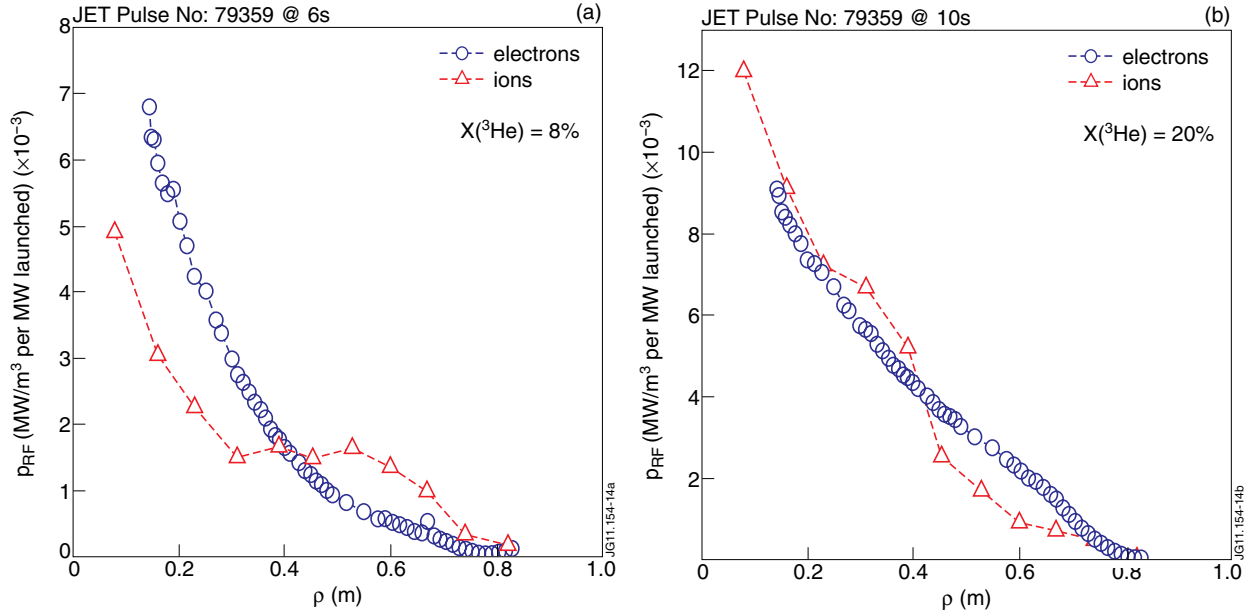 JET Pulse No: 79359 @ 6s
(a)
electrons
ions
X(³He) = 8%
pRF (MW/m³ per MW launched) (×10⁻³)
8
7
6
5
4
3
2
1
0
0
0.2
0.4
0.6
0.8
1.0
ρ (m)
JG11.154-14a
JET Pulse No: 79359 @ 10s
(b)
electrons
ions
X(³He) = 20%
pRF (MW/m³ per MW launched) (×10⁻³)
12
10
8
6
4
2
0
0.2
0.4
0.6
0.8
1.0
ρ (m)
JG11.154-14b